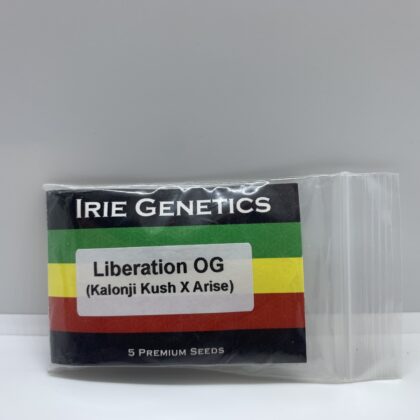 IRIE GENETICS
Liberation OG
(Kalonji Kush X Arise)
5 PREMIUM SEEDS